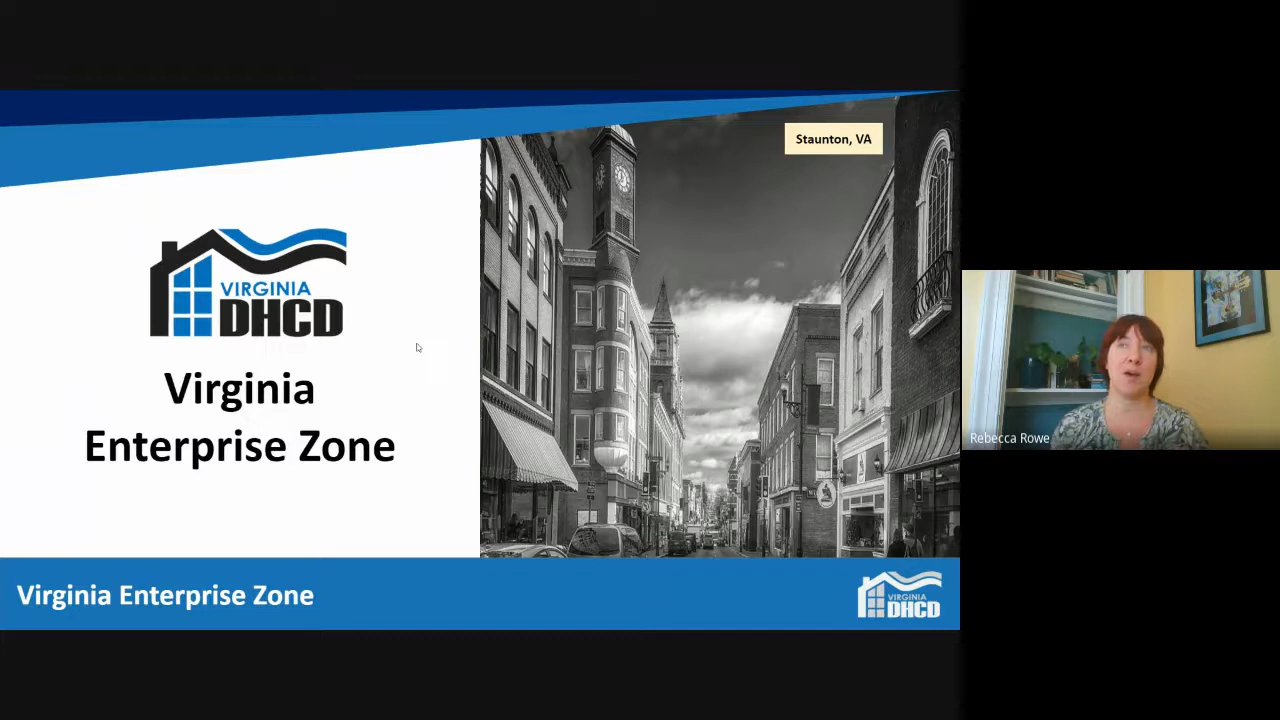 Staunton, VA
VIRGINIA
DHCD
Virginia
Enterprise Zone
Rebecca Rowe
Virginia Enterprise Zone
VIRGINIA
DHCD